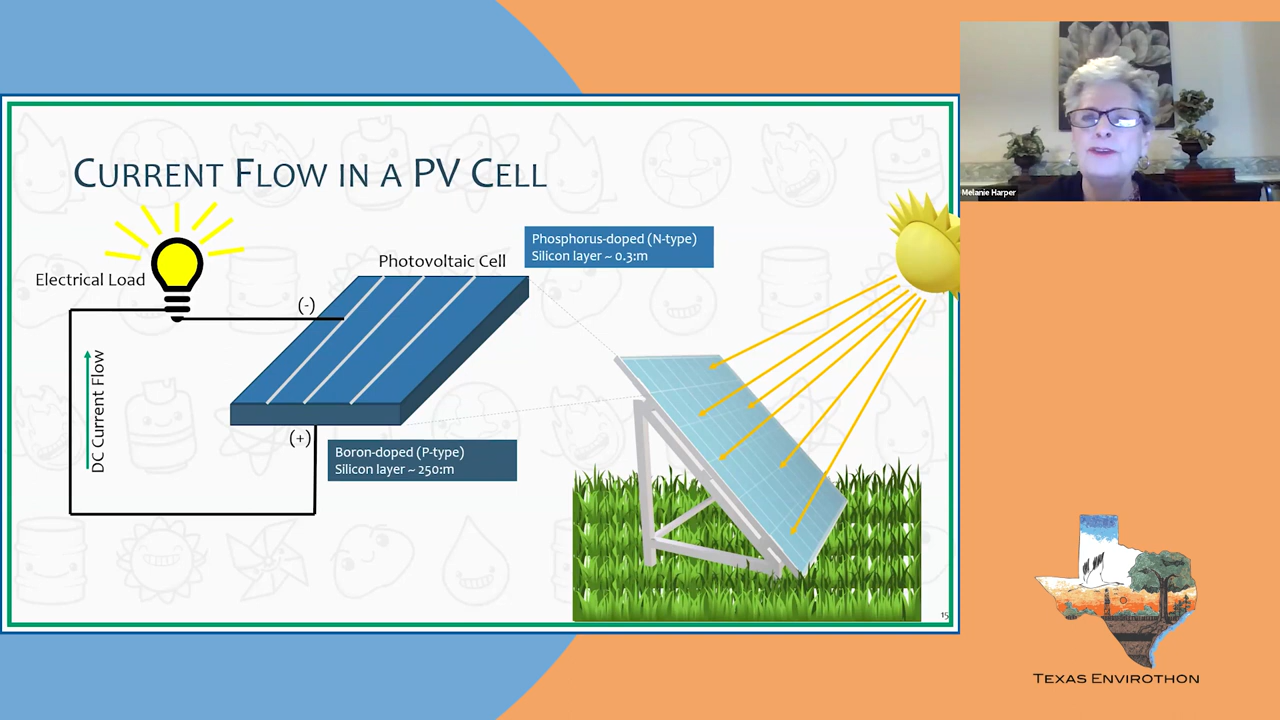 CURRENT FLOW IN A PV CELL
Electrical Load
Photovoltaic Cell
Phosphorus-doped (N-type)
Silicon layer ~ 0.3:m
(-)
DC Current Flow
(+)
Boron-doped (P-type)
Silicon layer ~ 250:m
15
Melanie Harper
TEXAS ENVIROTHON